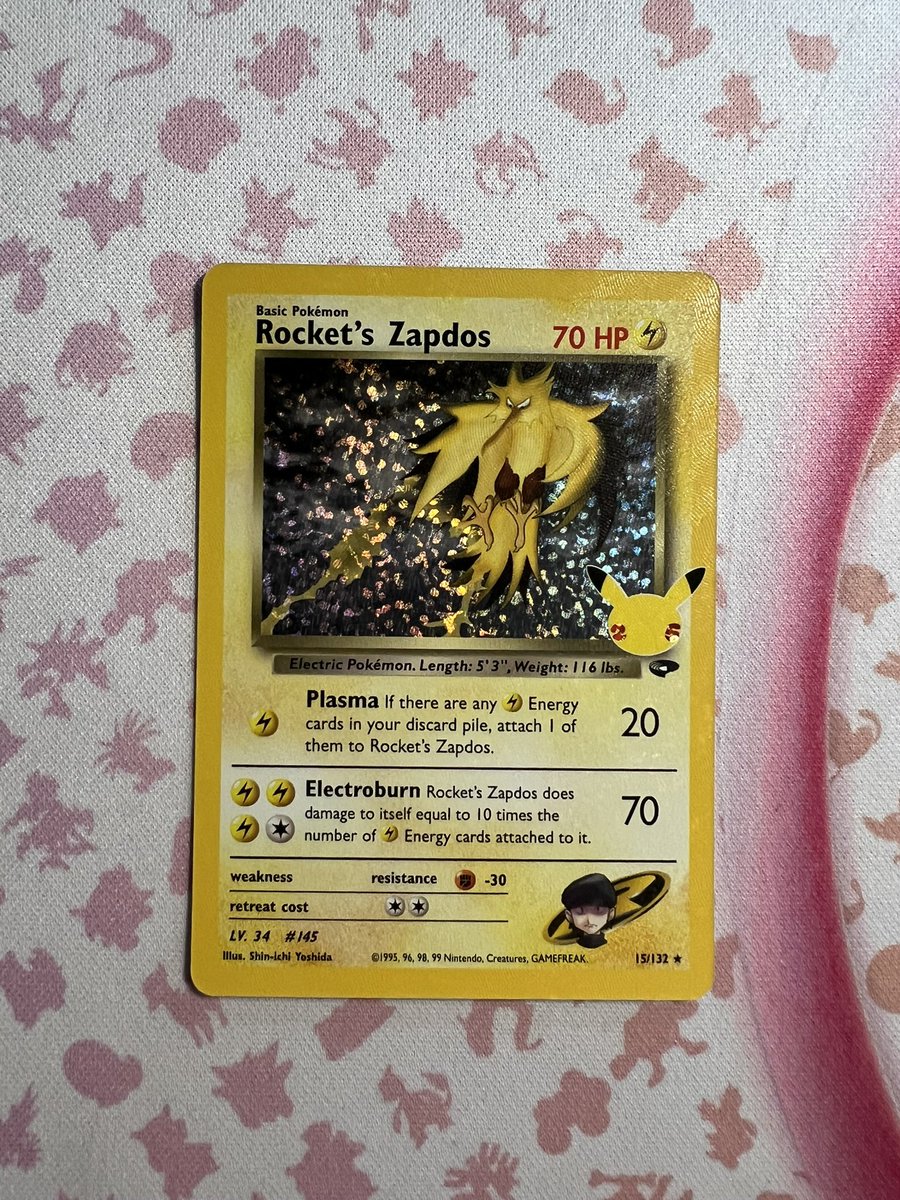 Basic Pokémon
Rocket's Zapdos 70 HP
Electric Pokémon. Length: 5'3", Weight: 116 lbs.
Plasma If there are any Energy
cards in your discard pile, attach 1 of
them to Rocket's Zapdos.
20
Electroburn Rocket's Zapdos does
damage to itself equal to 10 times the
number of Energy cards attached to it.
70
weakness resistance -30
retreat cost
LV. 34 #145
Illus. Shin-ichi Yoshida ©1995, 96, 98, 99 Nintendo, Creatures, GAMEFREAK. 15/132 ★